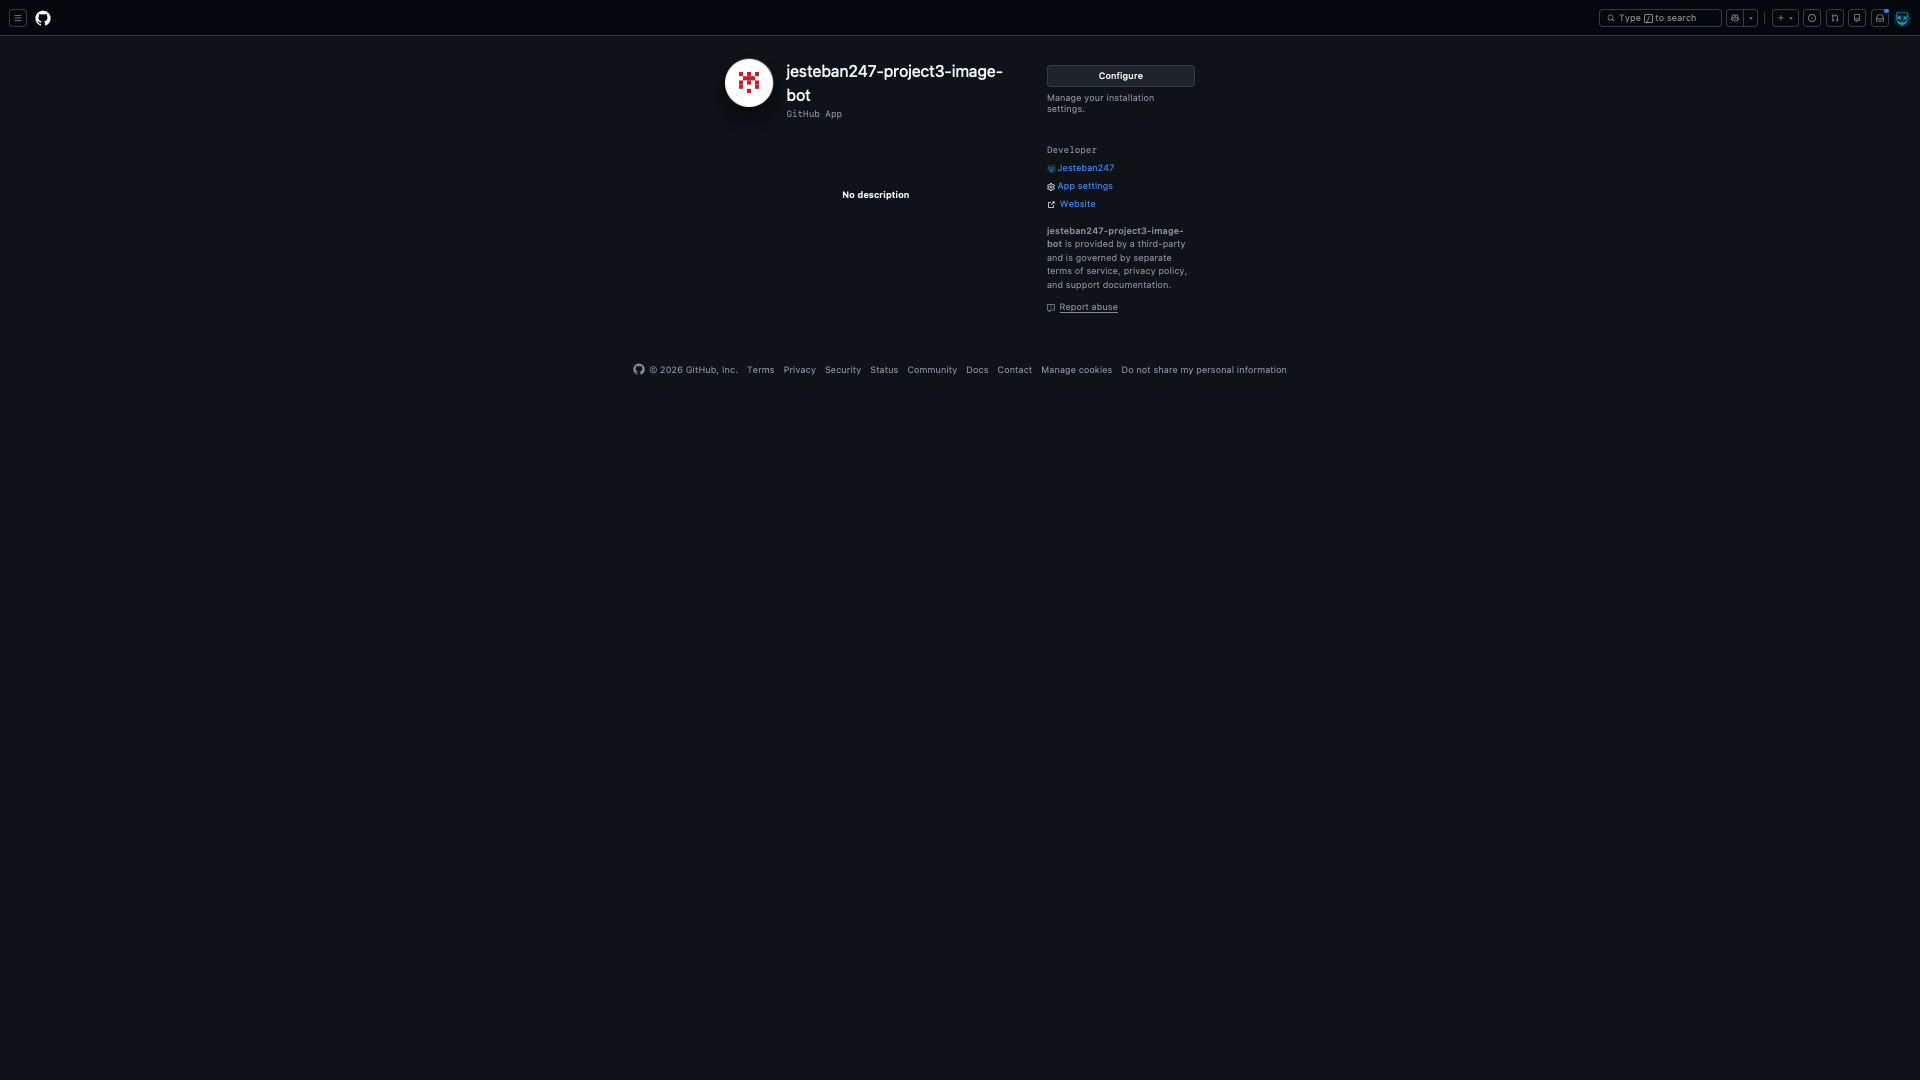 Type / to search
jesteban247-project3-image-
bot
GitHub App
No description
Configure
Manage your installation
settings.
Developer
Jesteban247
App settings
Website
jesteban247-project3-image-
bot is provided by a third-party
and is governed by separate
terms of service, privacy policy,
and support documentation.
Report abuse
© 2026 GitHub, Inc. Terms Privacy Security Status Community Docs Contact Manage cookies Do not share my personal information